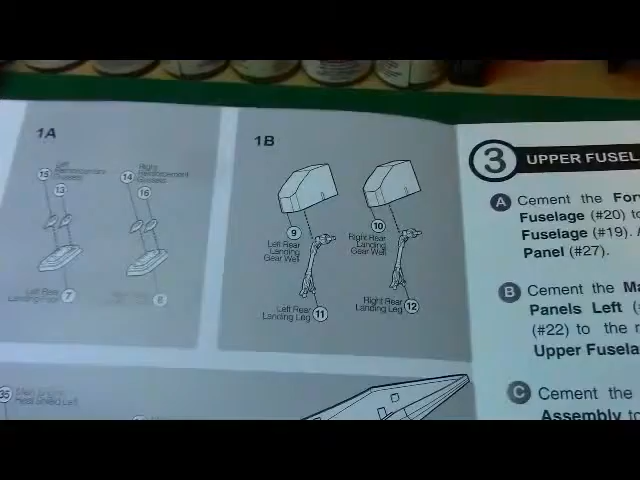 1A
Left
Reinforcement
Gussets
15
13
Right
Reinforcement
Gussets
14
16
Left Rear
7
8
1B
9
Left Rear
Landing
Gear Well
10
Right Rear
Landing
Gear Well
Left Rear
Landing Leg
11
Right Rear
Landing Leg
12
35
3 UPPER FUSEL
A Cement the For
Fuselage (#20) to
Fuselage (#19).
Panel (#27).
B Cement the Ma
Panels Left (
(#22) to the
Upper Fusela
C Cement the
Assembly to